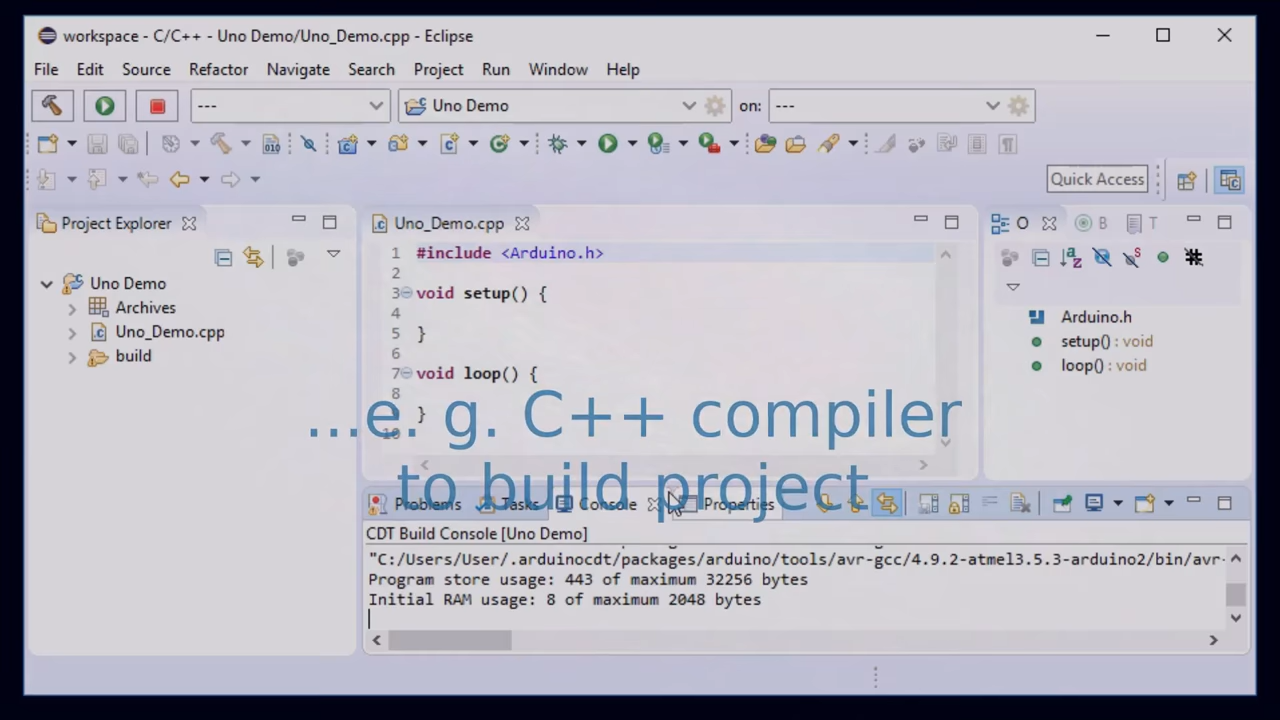 workspace - C/C++ - Uno Demo/Uno_Demo.cpp - Eclipse
File Edit Source Refactor Navigate Search Project Run Window Help
--- Uno Demo on: ---
Quick Access
Project Explorer
Uno Demo
Archives
Uno_Demo.cpp
build
Uno_Demo.cpp
1 #include <Arduino.h>
2
3 void setup() {
4
5 }
6
7 void loop() {
8
}
10
O B T
Arduino.h
setup() : void
loop() : void
...e. g. C++ compiler
to build project
Problems Tasks Console Properties
CDT Build Console [Uno Demo]
"C:/Users/User/.arduinocdt/packages/arduino/tools/avr-gcc/4.9.2-atmel3.5.3-arduino2/bin/avr-
Program store usage: 443 of maximum 32256 bytes
Initial RAM usage: 8 of maximum 2048 bytes